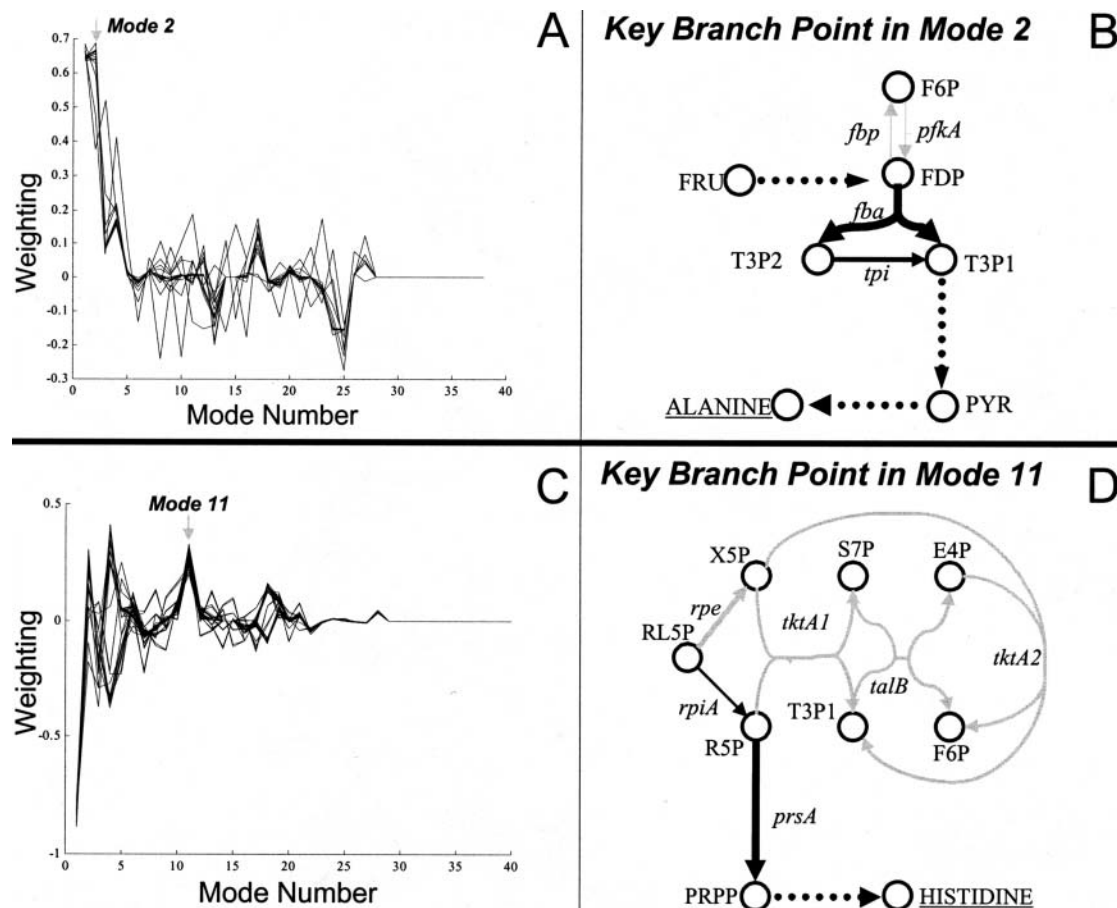 Mode 2
A
Weighting
0.7
0.6
0.5
0.4
0.3
0.2
0.1
0
-0.1
-0.2
-0.3
0 5 10 15 20 25 30 35 40
Mode Number
Key Branch Point in Mode 2
B
F6P
fbp pfkA
FRU FDP
fba
T3P2 T3P1
tpi
ALANINE PYR
C
Mode 11
Weighting
0.5
0
-0.5
-1
0 5 10 15 20 25 30 35 40
Mode Number
Key Branch Point in Mode 11
D
X5P S7P E4P
rpe
tktA1
RL5P
tktA2
talB
rpiA
T3P1
R5P F6P
prsA
PRPP HISTIDINE